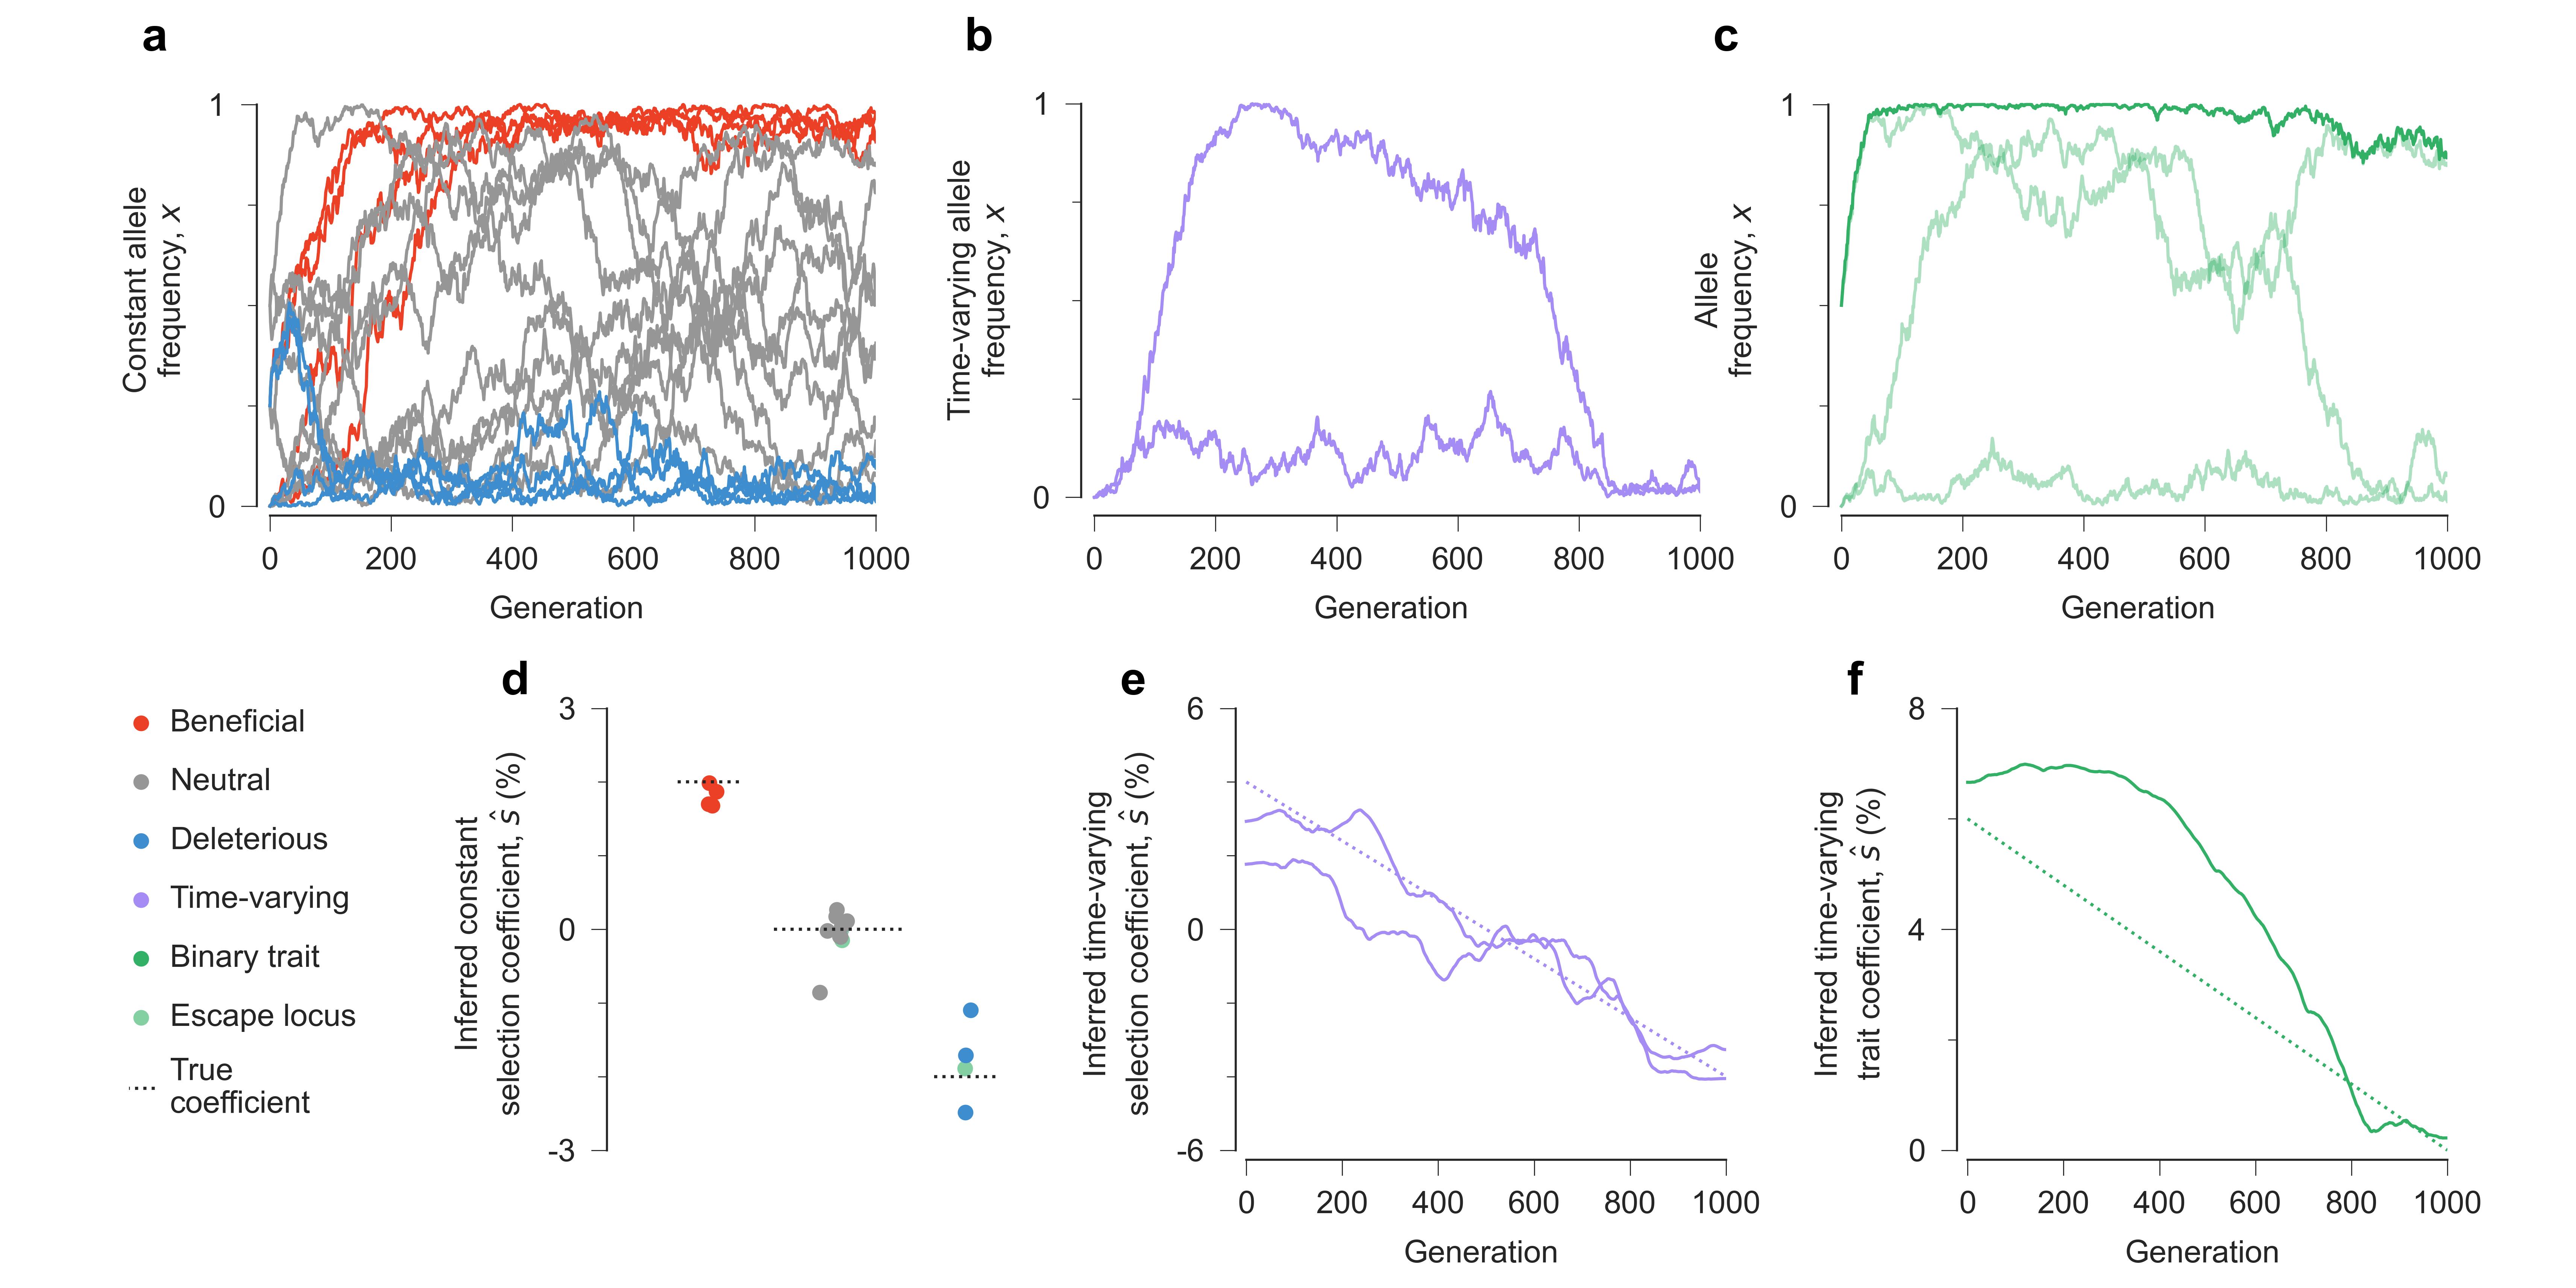 a
b
c
1
0
Constant allele
frequency, x
0 200 400 600 800 1000
Generation
1
0
Time-varying allele
frequency, x
0 200 400 600 800 1000
Generation
1
0
Allele
frequency, x
0 200 400 600 800 1000
Generation
Beneficial
Neutral
Deleterious
Time-varying
Binary trait
Escape locus
True
coefficient
d
3
0
-3
Inferred constant
selection coefficient, ŝ (%)
e
6
0
-6
Inferred time-varying
selection coefficient, ŝ (%)
0 200 400 600 800 1000
Generation
f
8
4
0
Inferred time-varying
trait coefficient, ŝ (%)
0 200 400 600 800 1000
Generation